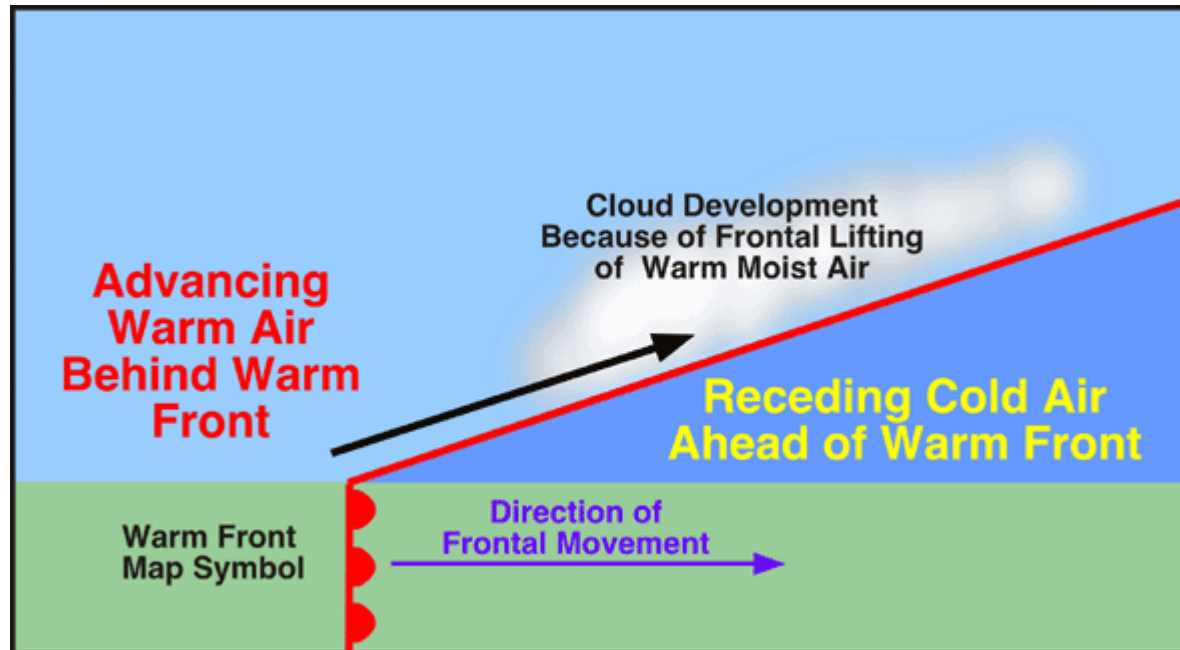 Cloud Development
Because of Frontal Lifting
of Warm Moist Air
Advancing
Warm Air
Behind Warm
Front
Receding Cold Air
Ahead of Warm Front
Warm Front
Map Symbol
Direction of
Frontal Movement